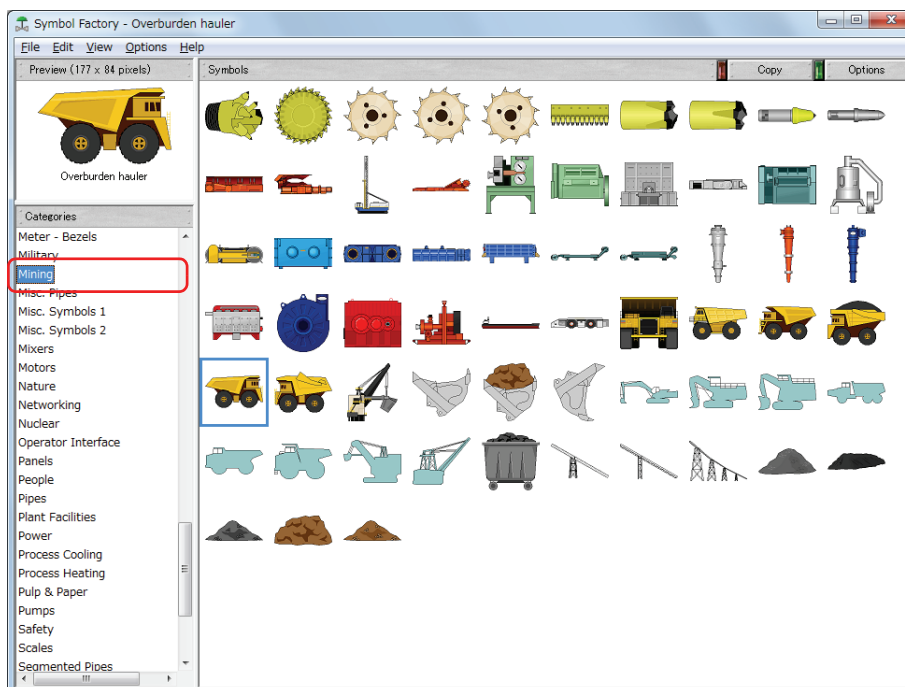 Symbol Factory - Overburden hauler
File Edit View Options Help
Preview (177 x 84 pixels)
Symbols
Copy
Options
Overburden hauler
Categories
Meter - Bezels
Military
Mining
Misc. Pipes
Misc. Symbols 1
Misc. Symbols 2
Mixers
Motors
Nature
Networking
Nuclear
Operator Interface
Panels
People
Pipes
Plant Facilities
Power
Process Cooling
Process Heating
Pulp & Paper
Pumps
Safety
Scales
Segmented Pipes